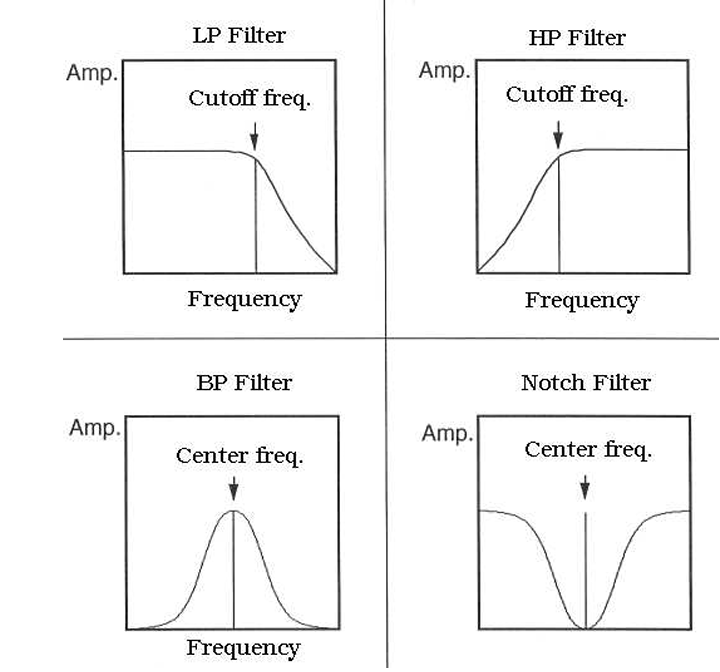 LP Filter
Amp.
Cutoff freq.
Frequency
HP Filter
Amp.
Cutoff freq.
Frequency
BP Filter
Amp.
Center freq.
Frequency
Notch Filter
Amp.
Center freq.